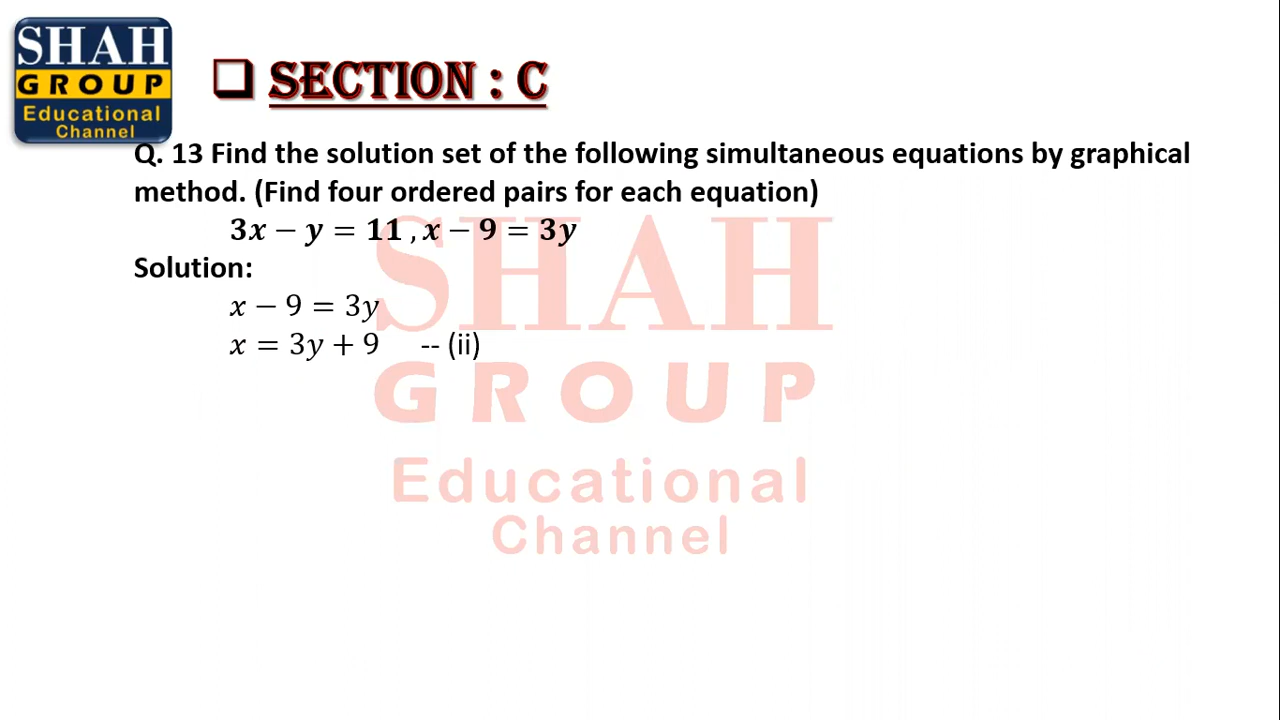 SHAH
GROUP
Educational
Channel
❑ SECTION : C
Q. 13 Find the solution set of the following simultaneous equations by graphical
method. (Find four ordered pairs for each equation)
3x − y = 11 , x − 9 = 3y
Solution:
x − 9 = 3y
x = 3y + 9 -- (ii)
SHAH
GROUP
Educational
Channel